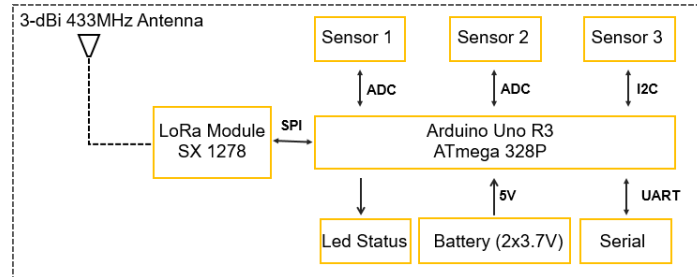 3-dBi 433MHz Antenna
Sensor 1
Sensor 2
Sensor 3
ADC
ADC
I2C
LoRa Module
SX 1278
SPI
Arduino Uno R3
ATmega 328P
5V
UART
Led Status
Battery (2x3.7V)
Serial